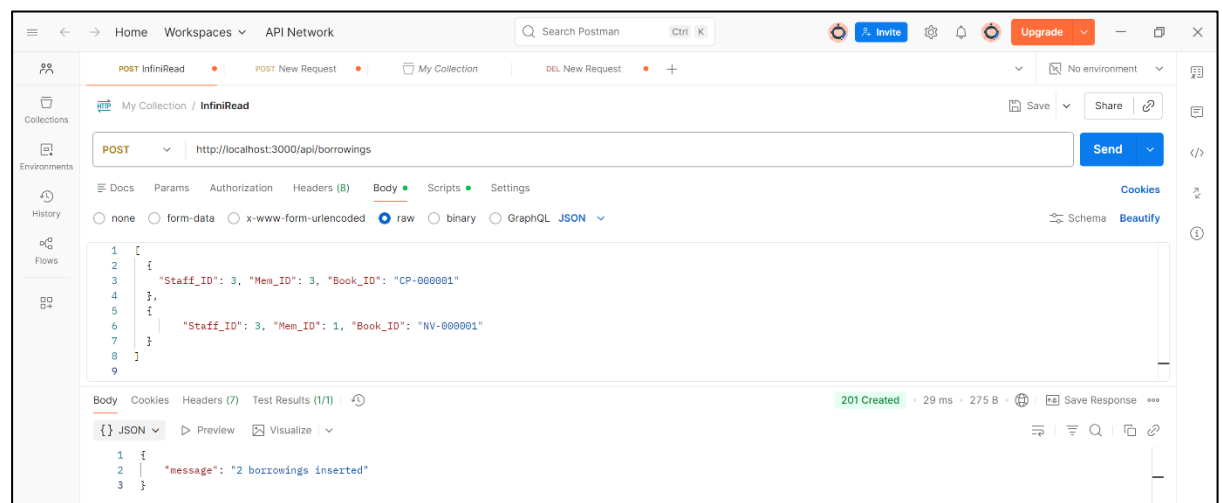 Home Workspaces API Network Search Postman Ctrl K Invite Upgrade
POST InfiniRead POST New Request My Collection DEL New Request No environment
Collections
Environments
History
Flows
My Collection / InfiniRead Save Share
POST http://localhost:3000/api/borrowings Send
Docs Params Authorization Headers (8) Body Scripts Settings Cookies
none form-data x-www-form-urlencoded raw binary GraphQL JSON Schema Beautify
1 [
2 {
3 "Staff_ID": 3, "Mem_ID": 3, "Book_ID": "CP-000001"
4 },
5 {
6 "Staff_ID": 3, "Mem_ID": 1, "Book_ID": "NV-000001"
7 }
8 ]
9
Body Cookies Headers (7) Test Results (1/1) 201 Created 29 ms 275 B Save Response
{} JSON Preview Visualize
1 {
2 "message": "2 borrowings inserted"
3 }